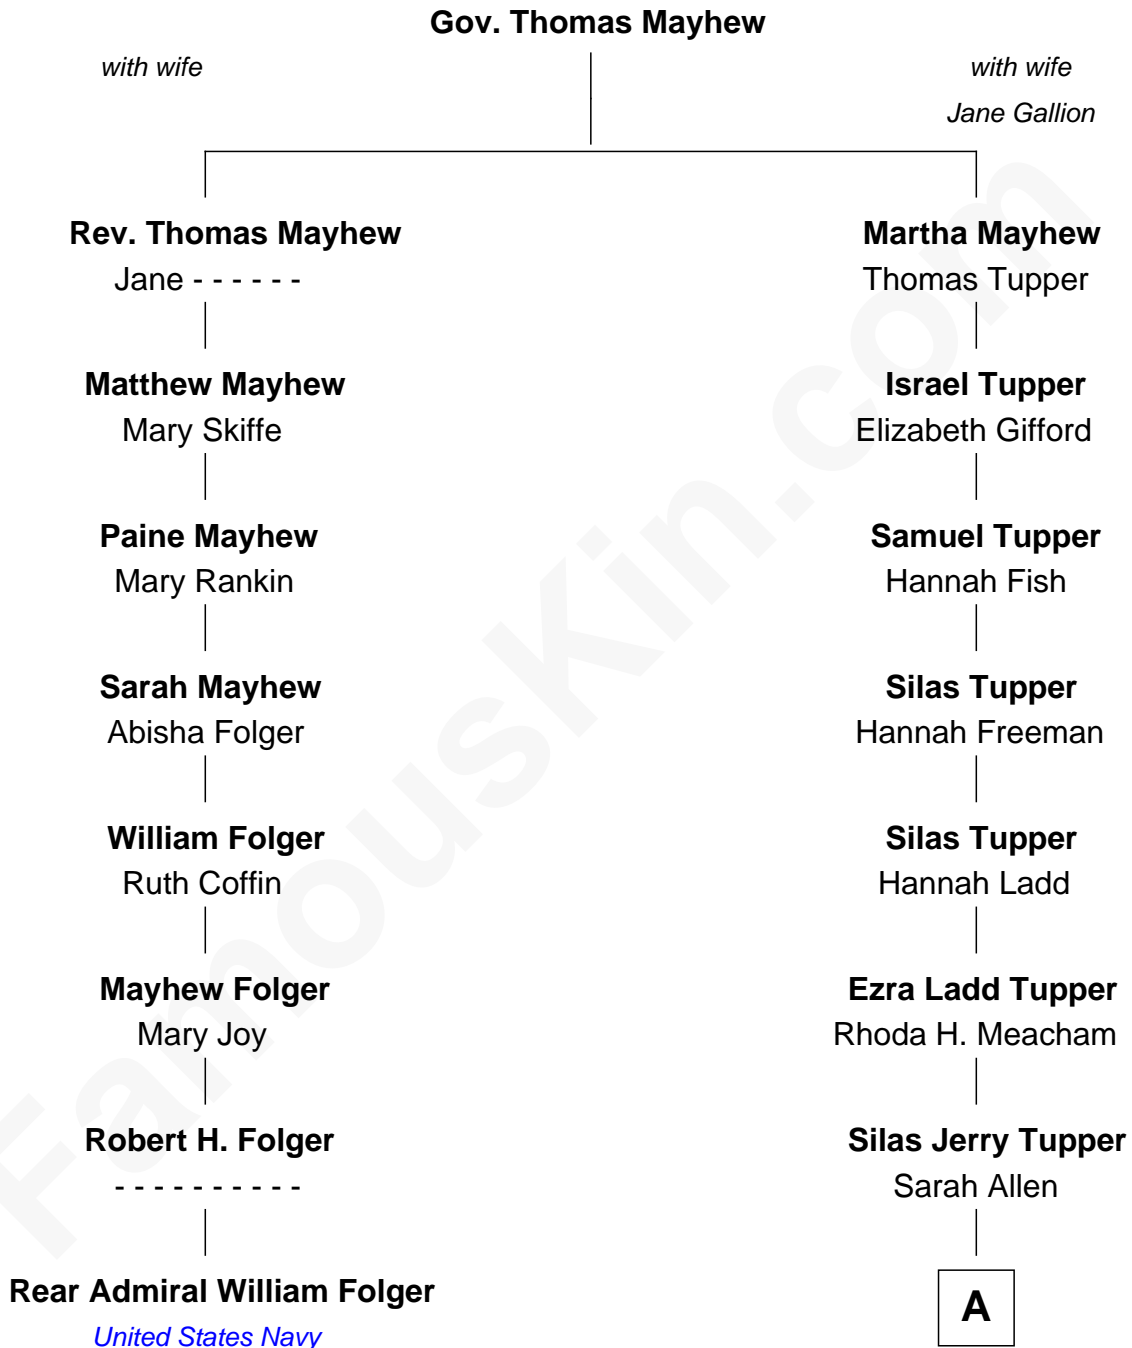 Gov. Thomas Mayhew
with wife
with wife
Jane Gallion
Rev. Thomas Mayhew
Jane - - - - - -
Martha Mayhew
Thomas Tupper
Matthew Mayhew
Mary Skiffe
Israel Tupper
Elizabeth Gifford
Paine Mayhew
Mary Rankin
Samuel Tupper
Hannah Fish
Sarah Mayhew
Abisha Folger
Silas Tupper
Hannah Freeman
William Folger
Ruth Coffin
Silas Tupper
Hannah Ladd
Mayhew Folger
Mary Joy
Ezra Ladd Tupper
Rhoda H. Meacham
Robert H. Folger
- - - - - - - - - -
Silas Jerry Tupper
Sarah Allen
Rear Admiral William Folger
United States Navy
A
FamousKin.com